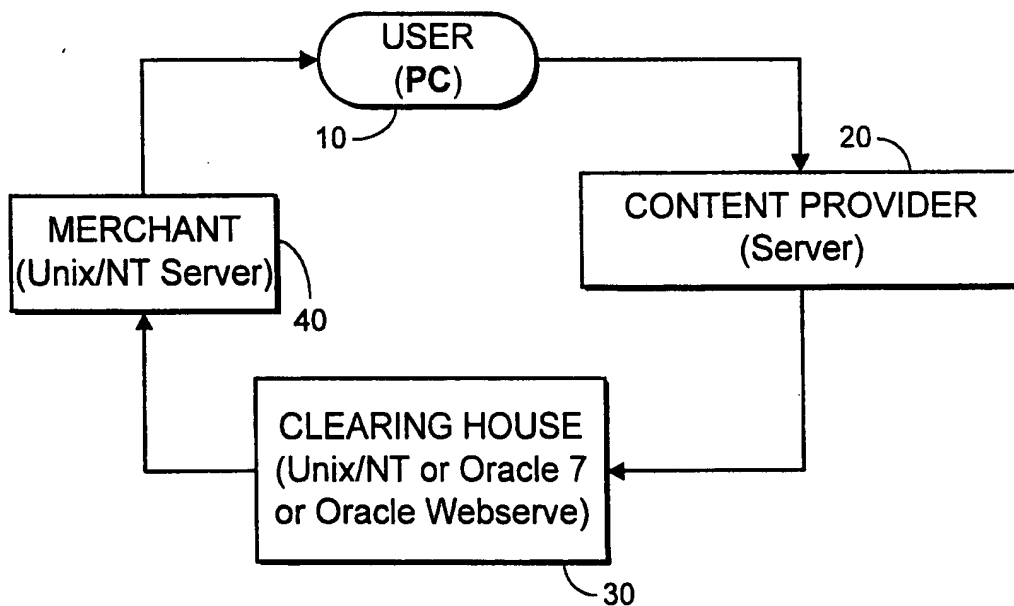 USER
(PC)
10
20
CONTENT PROVIDER
(Server)
MERCHANT
(Unix/NT Server)
40
CLEARING HOUSE
(Unix/NT or Oracle 7
or Oracle Webserve)
30